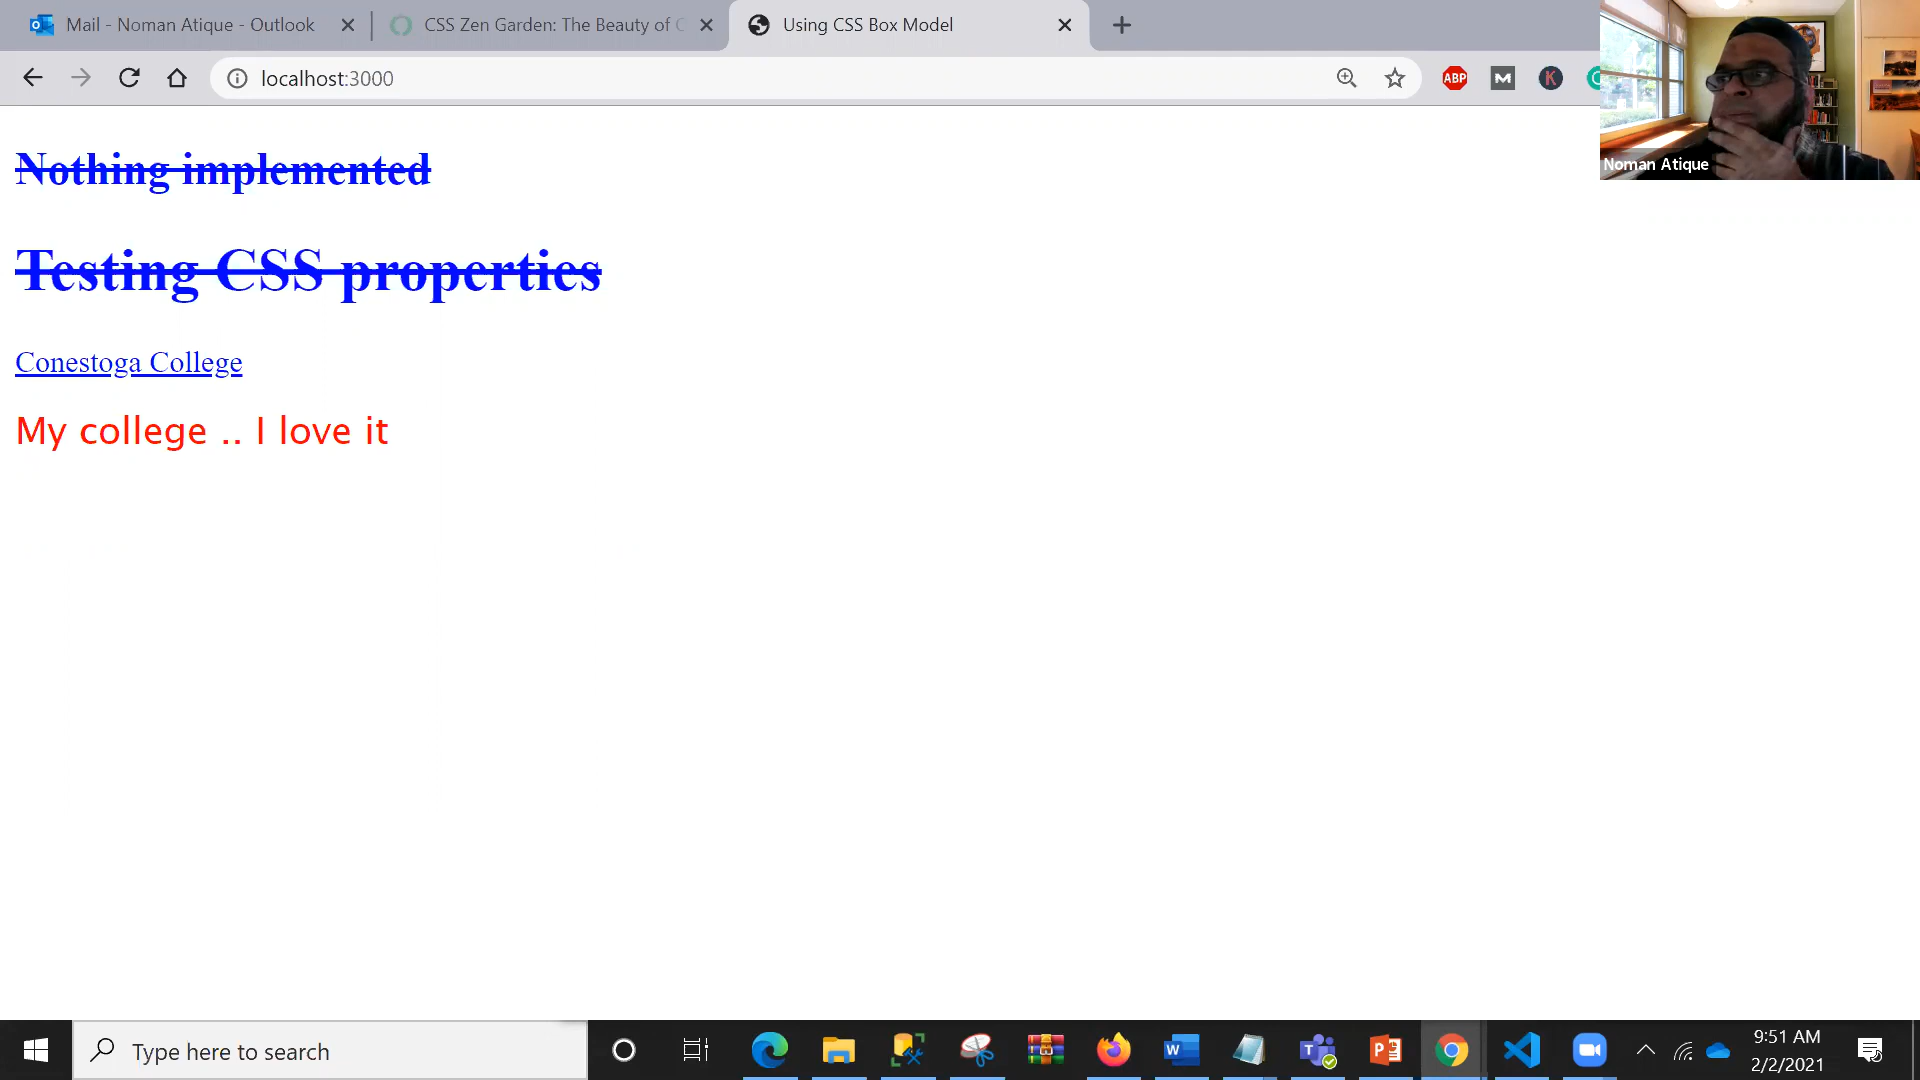 Mail - Noman Atique - Outlook
CSS Zen Garden: The Beauty of C
Using CSS Box Model
localhost:3000
ABP
K
Noman Atique
Nothing implemented
Testing CSS properties
Conestoga College
My college .. I love it
Type here to search
9:51 AM
2/2/2021